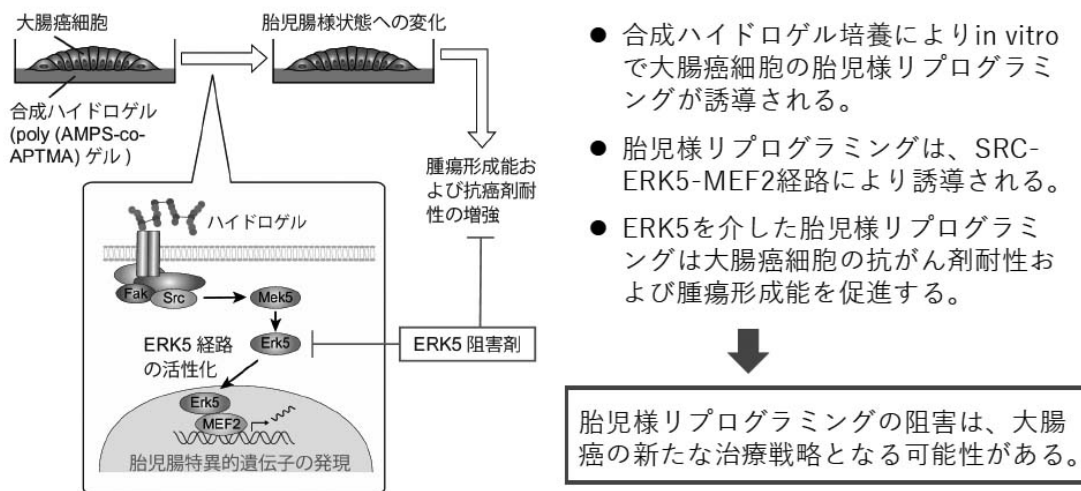 大腸癌細胞
胎児腸様状態への変化
合成ハイドロゲル
(poly (AMPS-co-
APTMA) ゲル )
腫瘍形成能お
よび抗癌剤耐
性の増強
ハイドロゲル
Fak
Src
Mek5
ERK5 経路
の活性化
Erk5
ERK5 阻害剤
Erk5
MEF2
胎児腸特異的遺伝子の発現
● 合成ハイドロゲル培養によりin vitro
で大腸癌細胞の胎児様リプログラミ
ングが誘導される。
● 胎児様リプログラミングは、SRC-
ERK5-MEF2経路により誘導される。
● ERK5を介した胎児様リプログラミ
ングは大腸癌細胞の抗がん剤耐性お
よび腫瘍形成能を促進する。
胎児様リプログラミングの阻害は、大腸
癌の新たな治療戦略となる可能性がある。